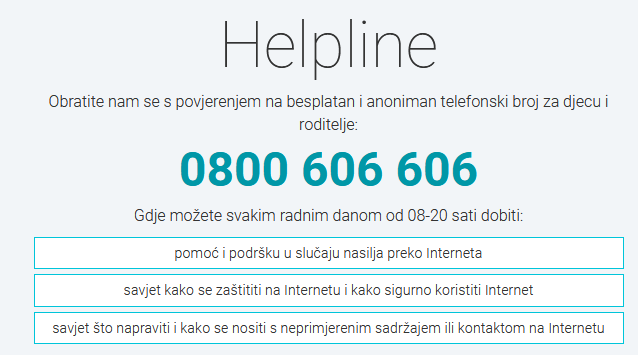 Helpline
Obratite nam se s povjerenjem na besplatan i anoniman telefonski broj za djecu i
roditelje:
0800 606 606
Gdje možete svakim radnim danom od 08-20 sati dobiti:
pomoć i podršku u slučaju nasilja preko Interneta
savjet kako se zaštititi na Internetu i kako sigurno koristiti Internet
savjet što napraviti i kako se nositi s neprimjerenim sadržajem ili kontaktom na Internetu